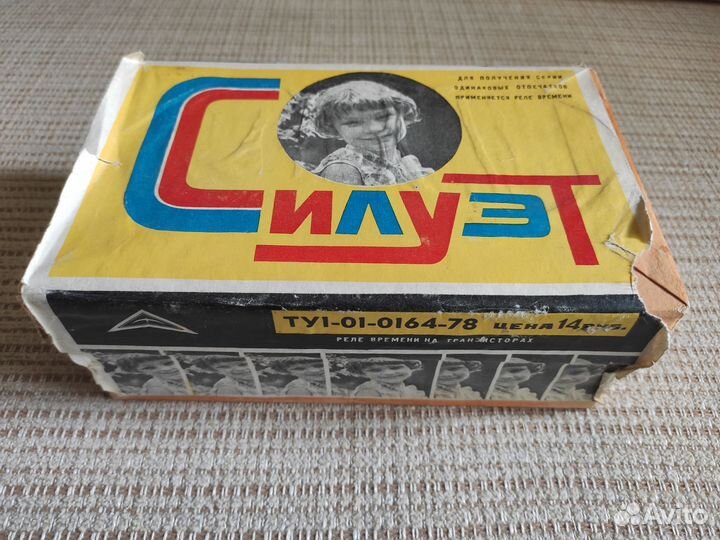 ДЛЯ ПОЛУЧЕНИЯ СЕРИИ
ОДИНАКОВЫХ ОТПЕЧАТКОВ
ПРИМЕНЯЕТСЯ РЕЛЕ ВРЕМЕНИ
СИЛУЭТ
ТУ1-01-0164-78 ЦЕНА 14 РУБ.
РЕЛЕ ВРЕМЕНИ НА ТРАНЗИСТОРАХ
Avito